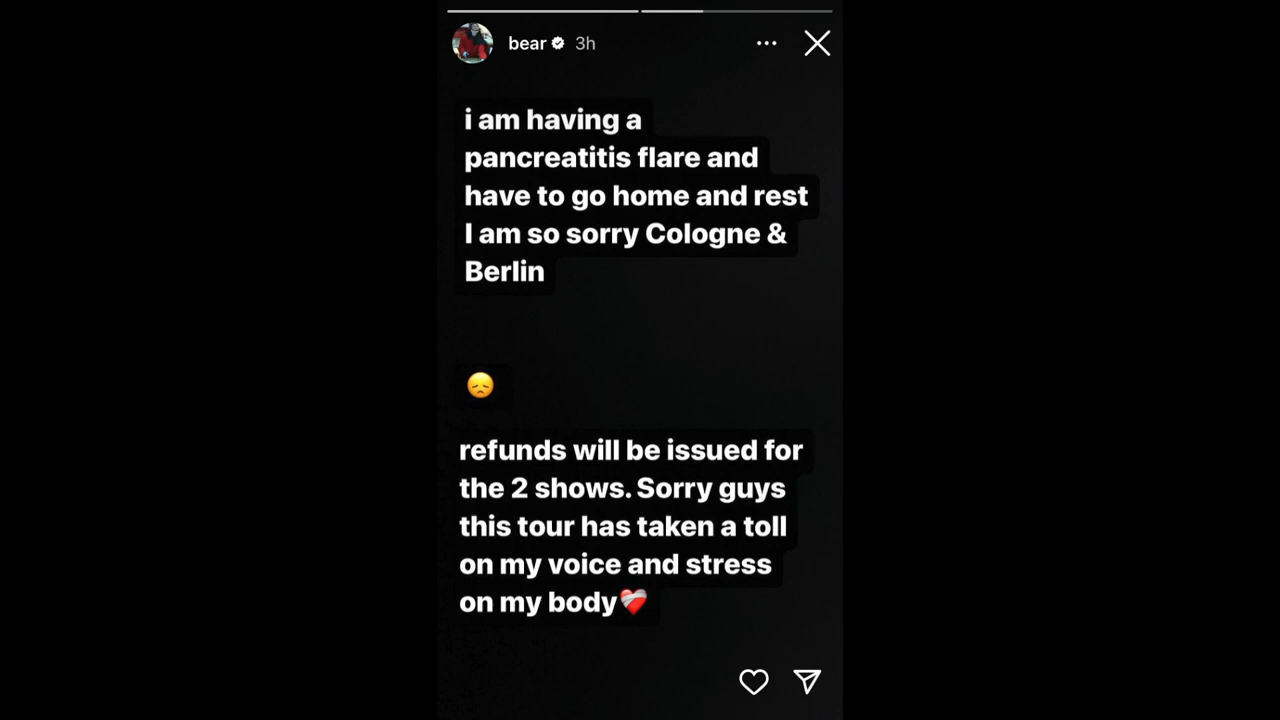 bear 3h
i am having a
pancreatitis flare and
have to go home and rest
I am so sorry Cologne &
Berlin
😞
refunds will be issued for
the 2 shows. Sorry guys
this tour has taken a toll
on my voice and stress
on my body❤️‍🩹